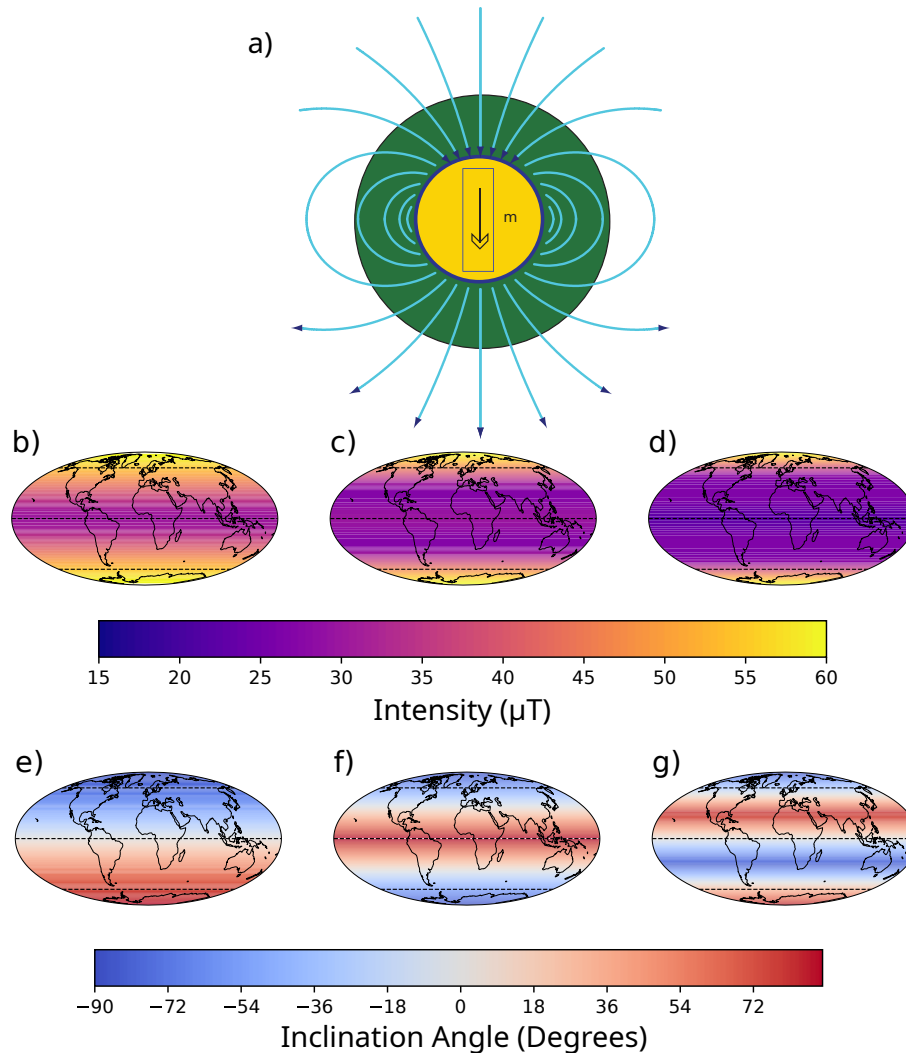 a)
m
b)
c)
d)
15 20 25 30 35 40 45 50 55 60
Intensity (μT)
e)
f)
g)
−90 −72 −54 −36 −18 0 18 36 54 72
Inclination Angle (Degrees)